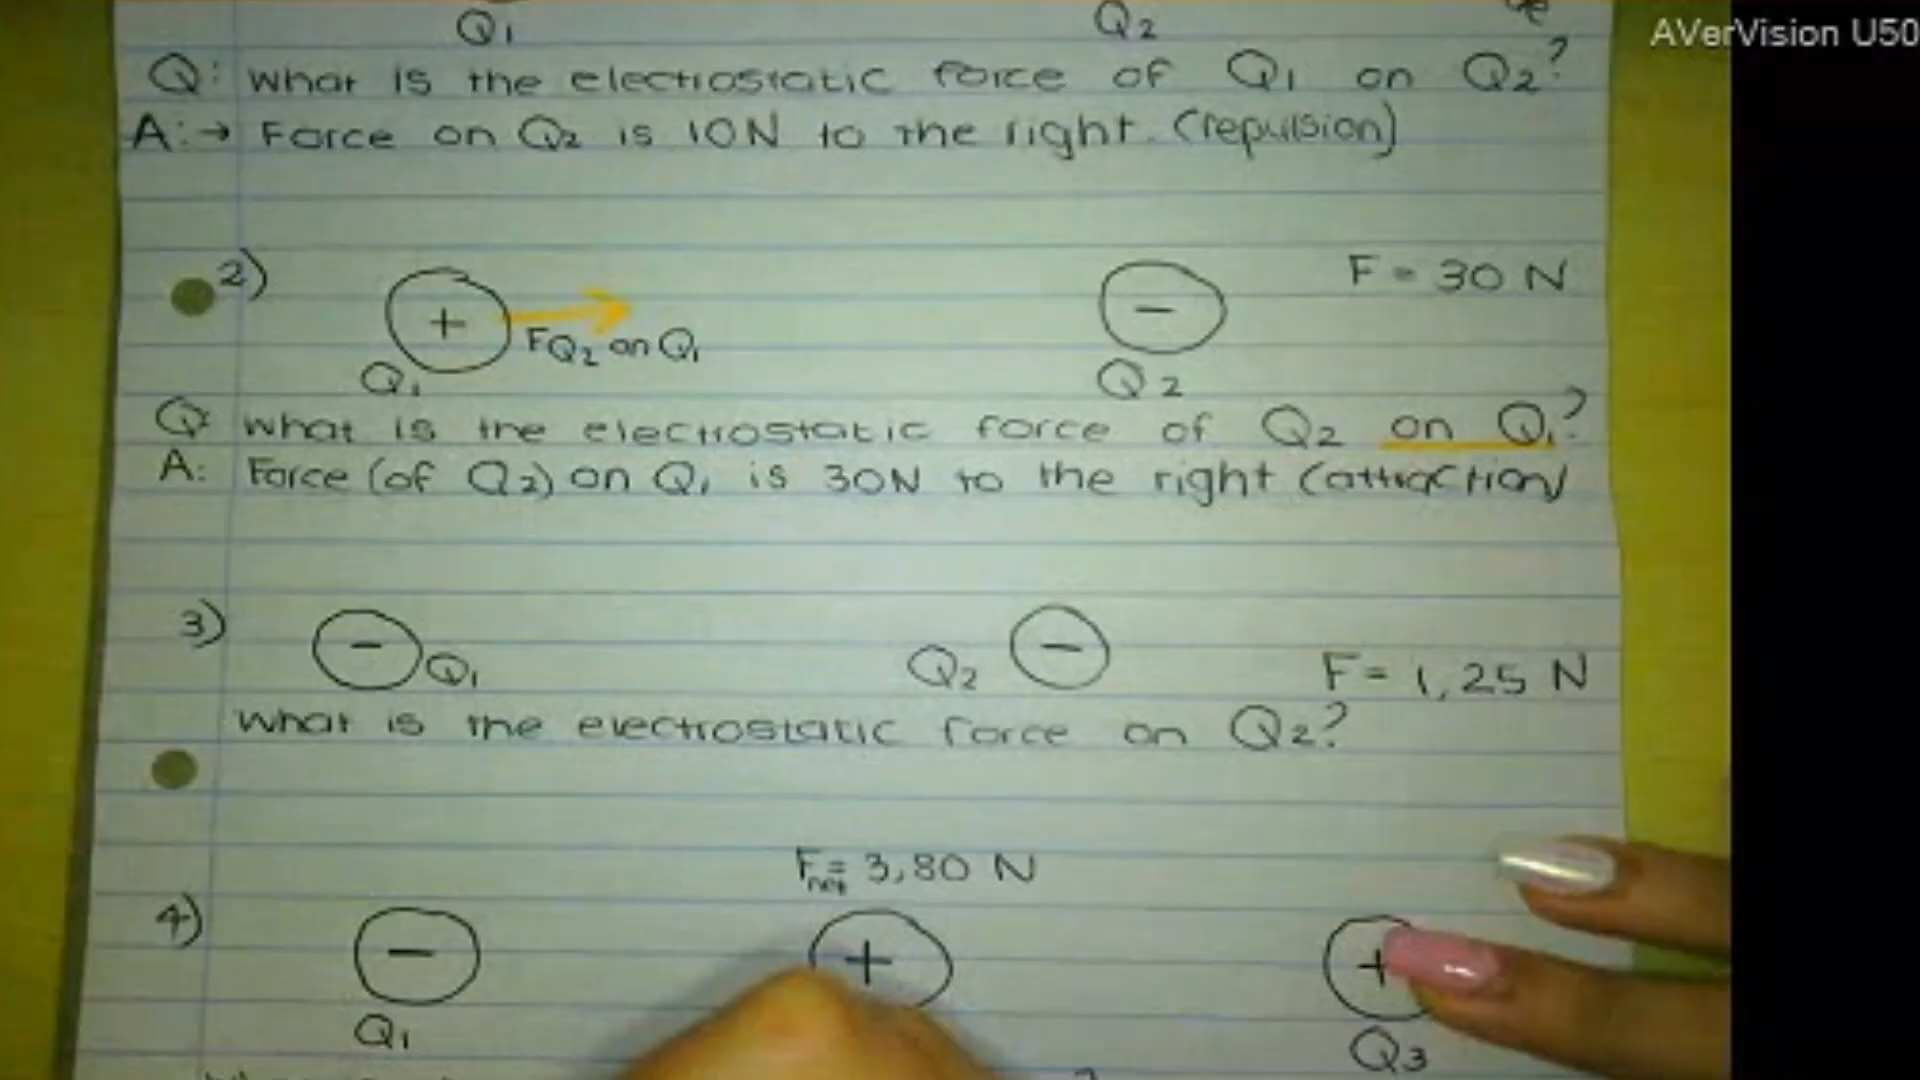 AVerVision U50
Q1 Q2
Q: What is the electrostatic force of Q1 on Q2?
A: → Force on Q2 is 10N to the right. (repulsion)
2) + - F = 30 N
FQ2 on Q1
Q1 Q2
Q What is the electrostatic force of Q2 on Q1?
A: Force (of Q2) on Q1 is 30N to the right (attraction)
3) - Q1 Q2 - F = 1,25 N
What is the electrostatic force on Q2?
Fnet = 3,80 N
4) - + +
Q1 Q3